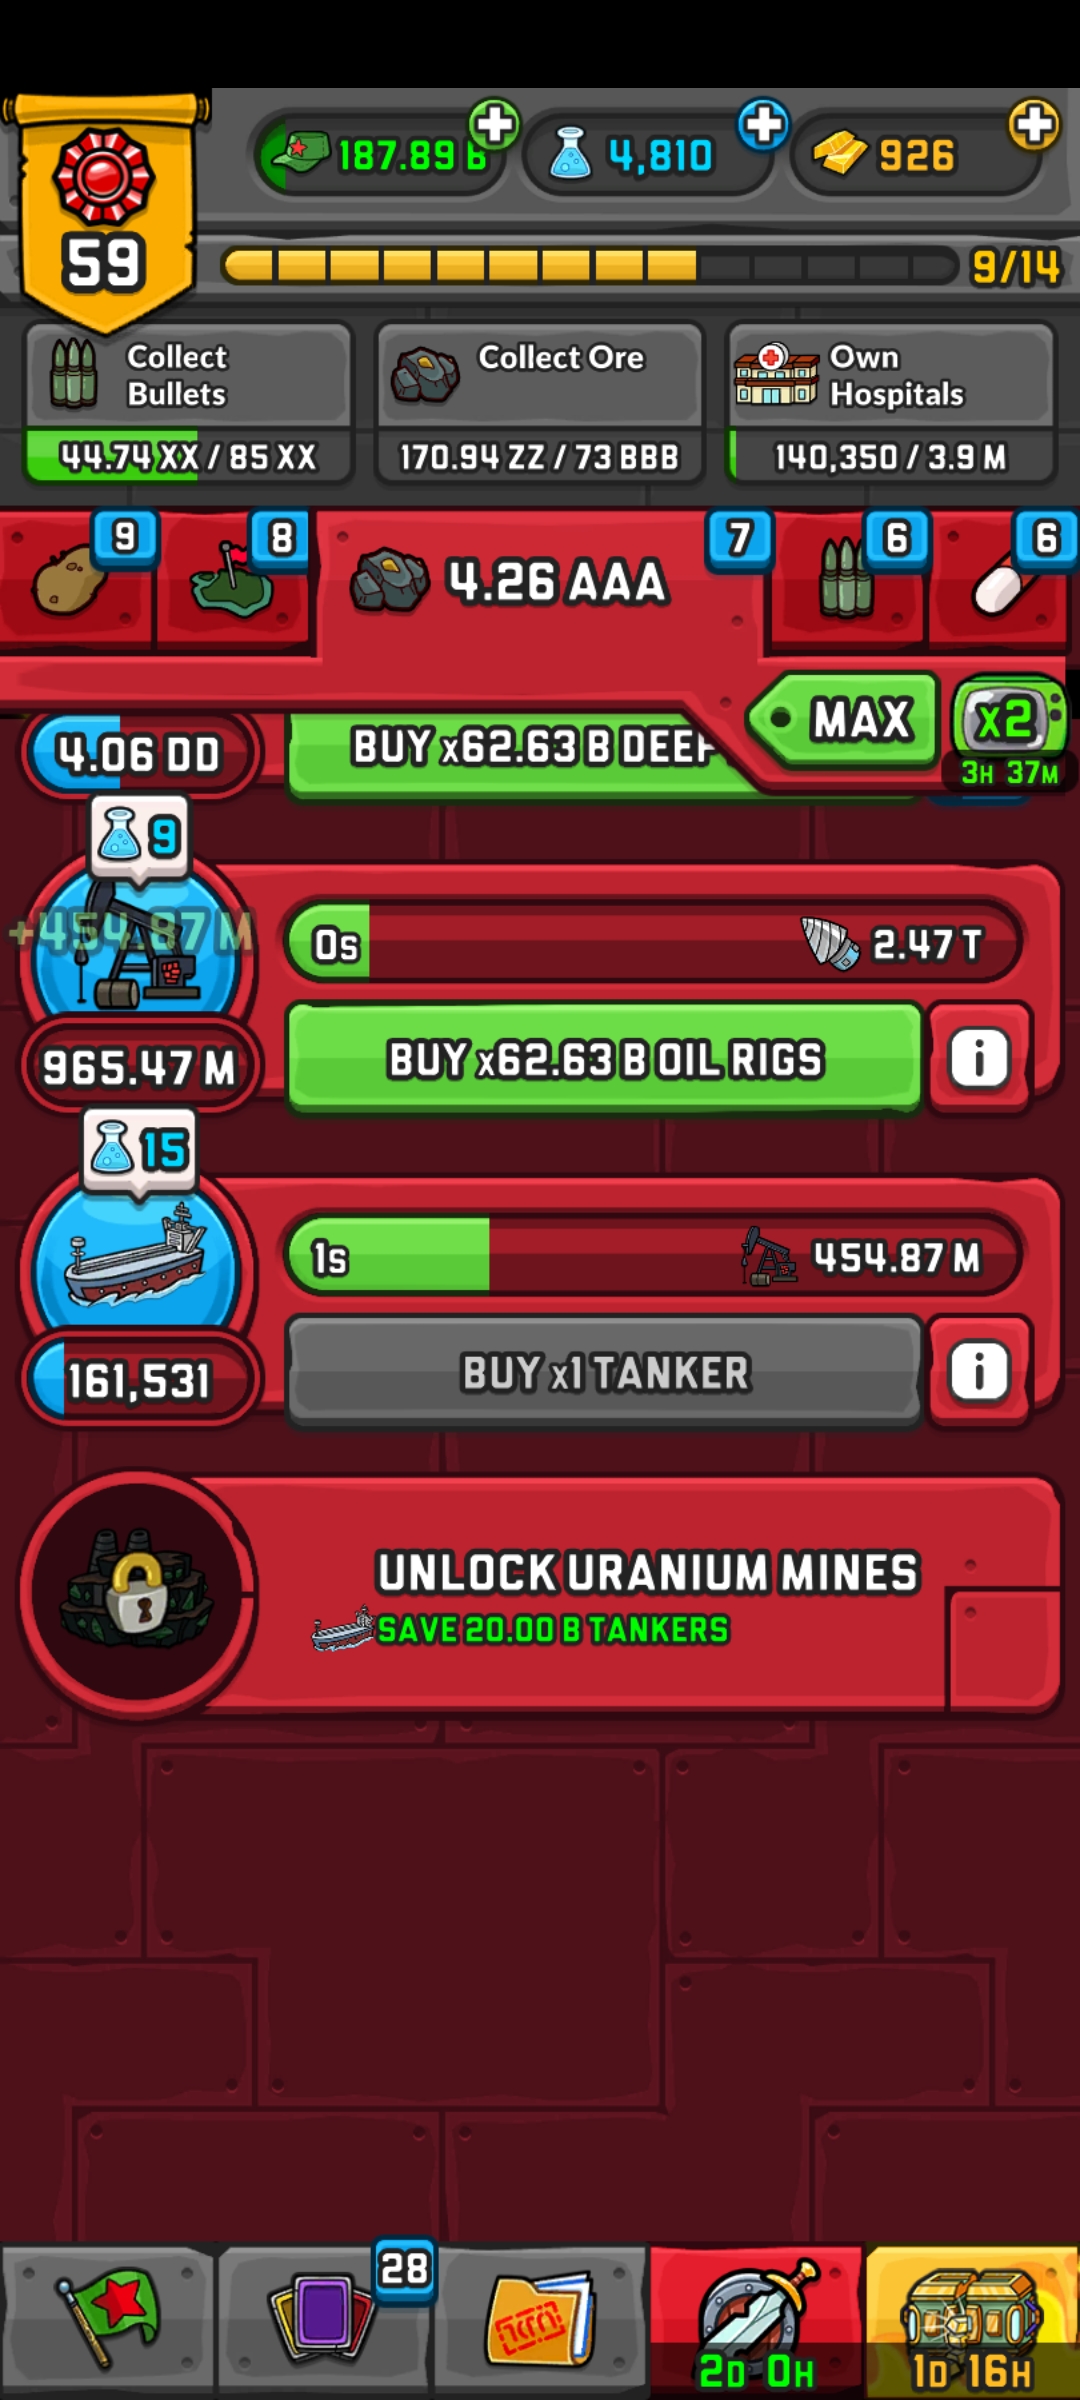 187.89 B
4,810
926
59
9/14
Collect
Bullets
44.74 XX / 85 XX
Collect Ore
170.94 ZZ / 73 BBB
Own
Hospitals
140,350 / 3.9 M
9
8
4.26 AAA
7
6
6
MAX
x2
3H 37M
4.06 DD
BUY x62.63 B DEEP
9
+454.87 M
0s
2.47 T
965.47 M
BUY x62.63 B OIL RIGS
i
15
1s
454.87 M
161,531
BUY x1 TANKER
i
UNLOCK URANIUM MINES
SAVE 20.00 B TANKERS
28
2D 0H
1D 16H